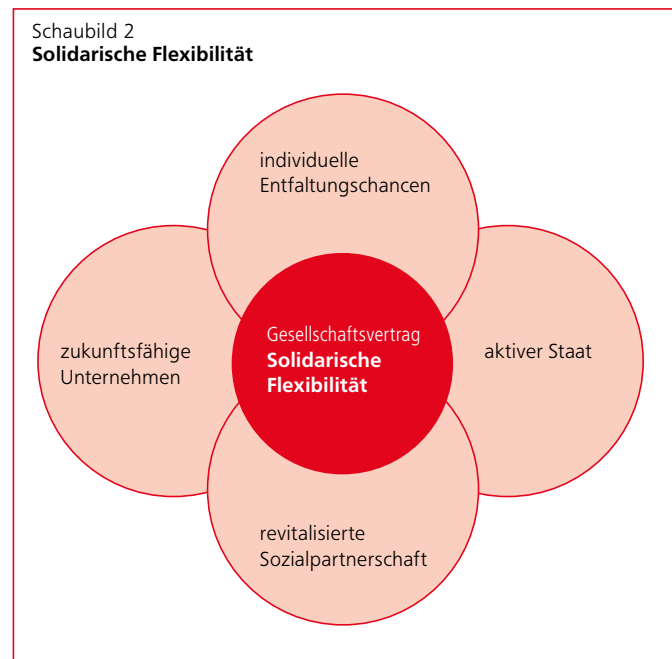 Schaubild 2
Solidarische Flexibilität
individuelle
Entfaltungschancen
zukunftsfähige
Unternehmen
Gesellschaftsvertrag
Solidarische
Flexibilität
aktiver Staat
revitalisierte
Sozialpartnerschaft